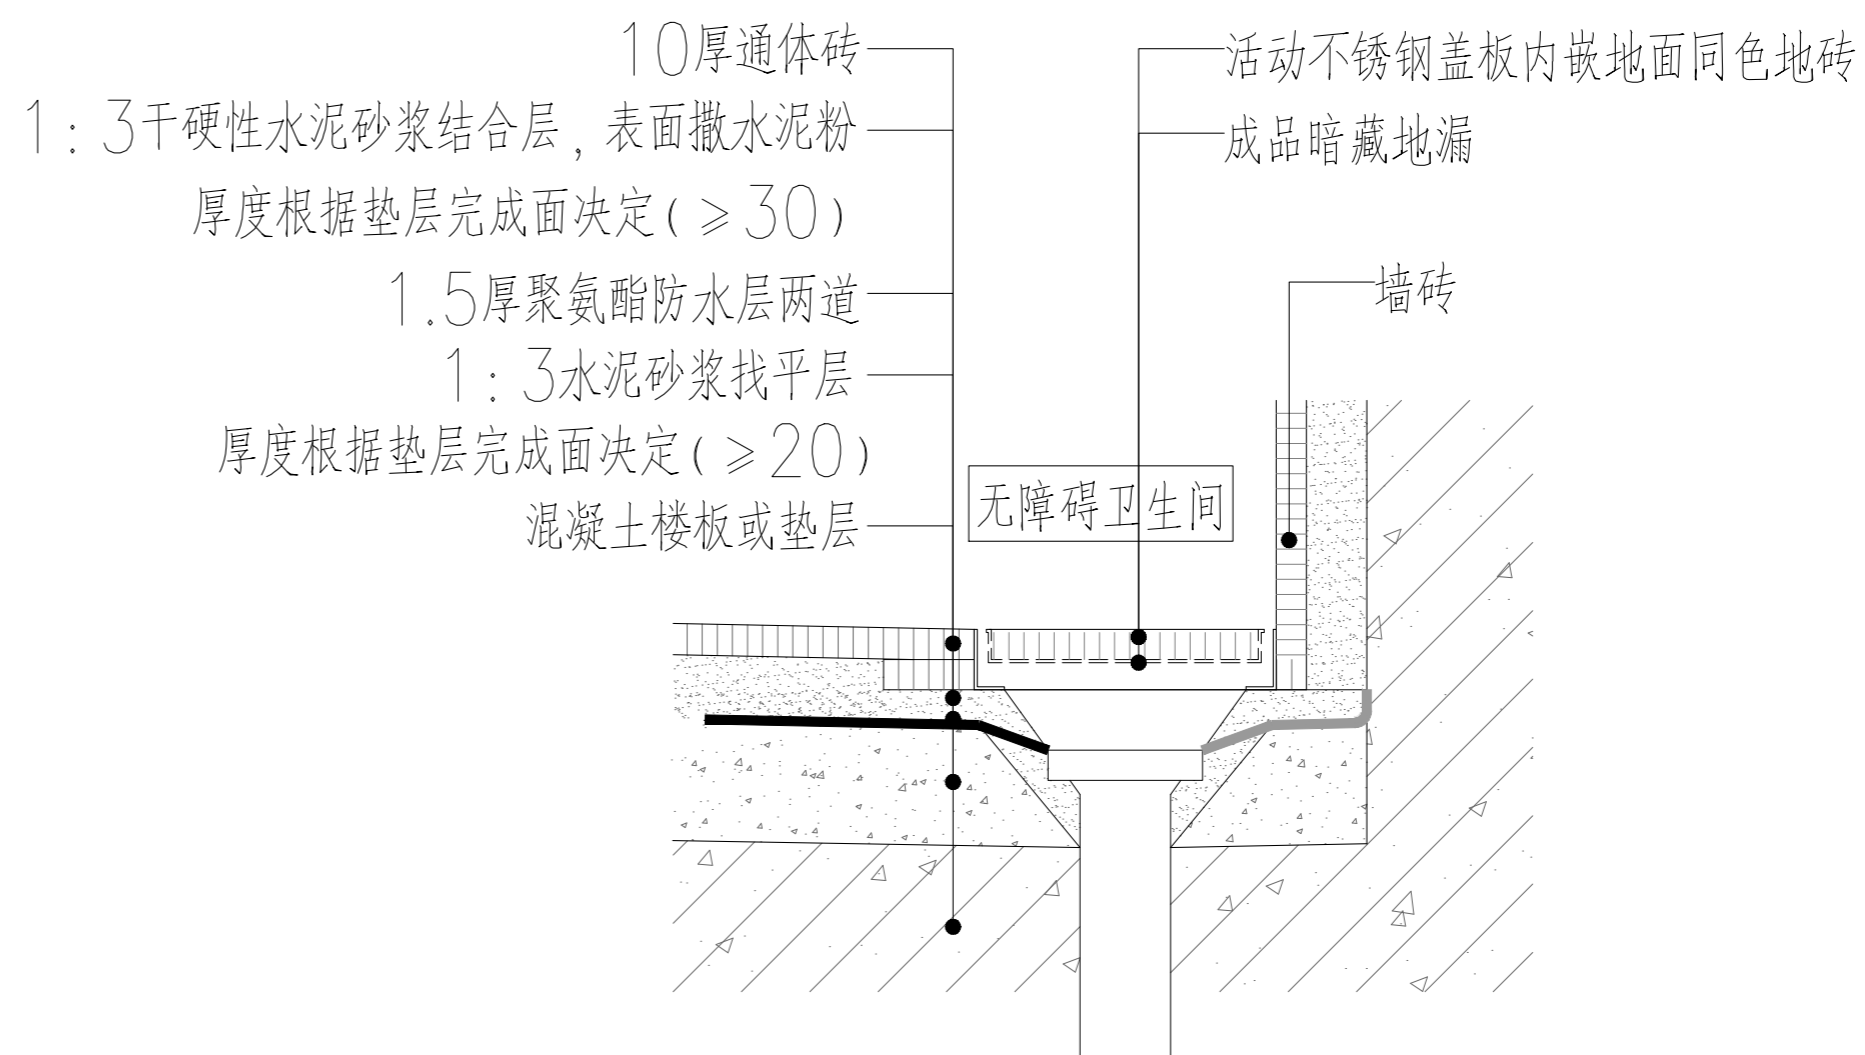 10厚通体砖
1：3干硬性水泥砂浆结合层，表面撒水泥粉
厚度根据垫层完成面决定(≥30)
1.5厚聚氨酯防水层两道
1：3水泥砂浆找平层
厚度根据垫层完成面决定(≥20)
混凝土楼板或垫层
活动不锈钢盖板内嵌地面同色地砖
成品暗藏地漏
墙砖
无障碍卫生间